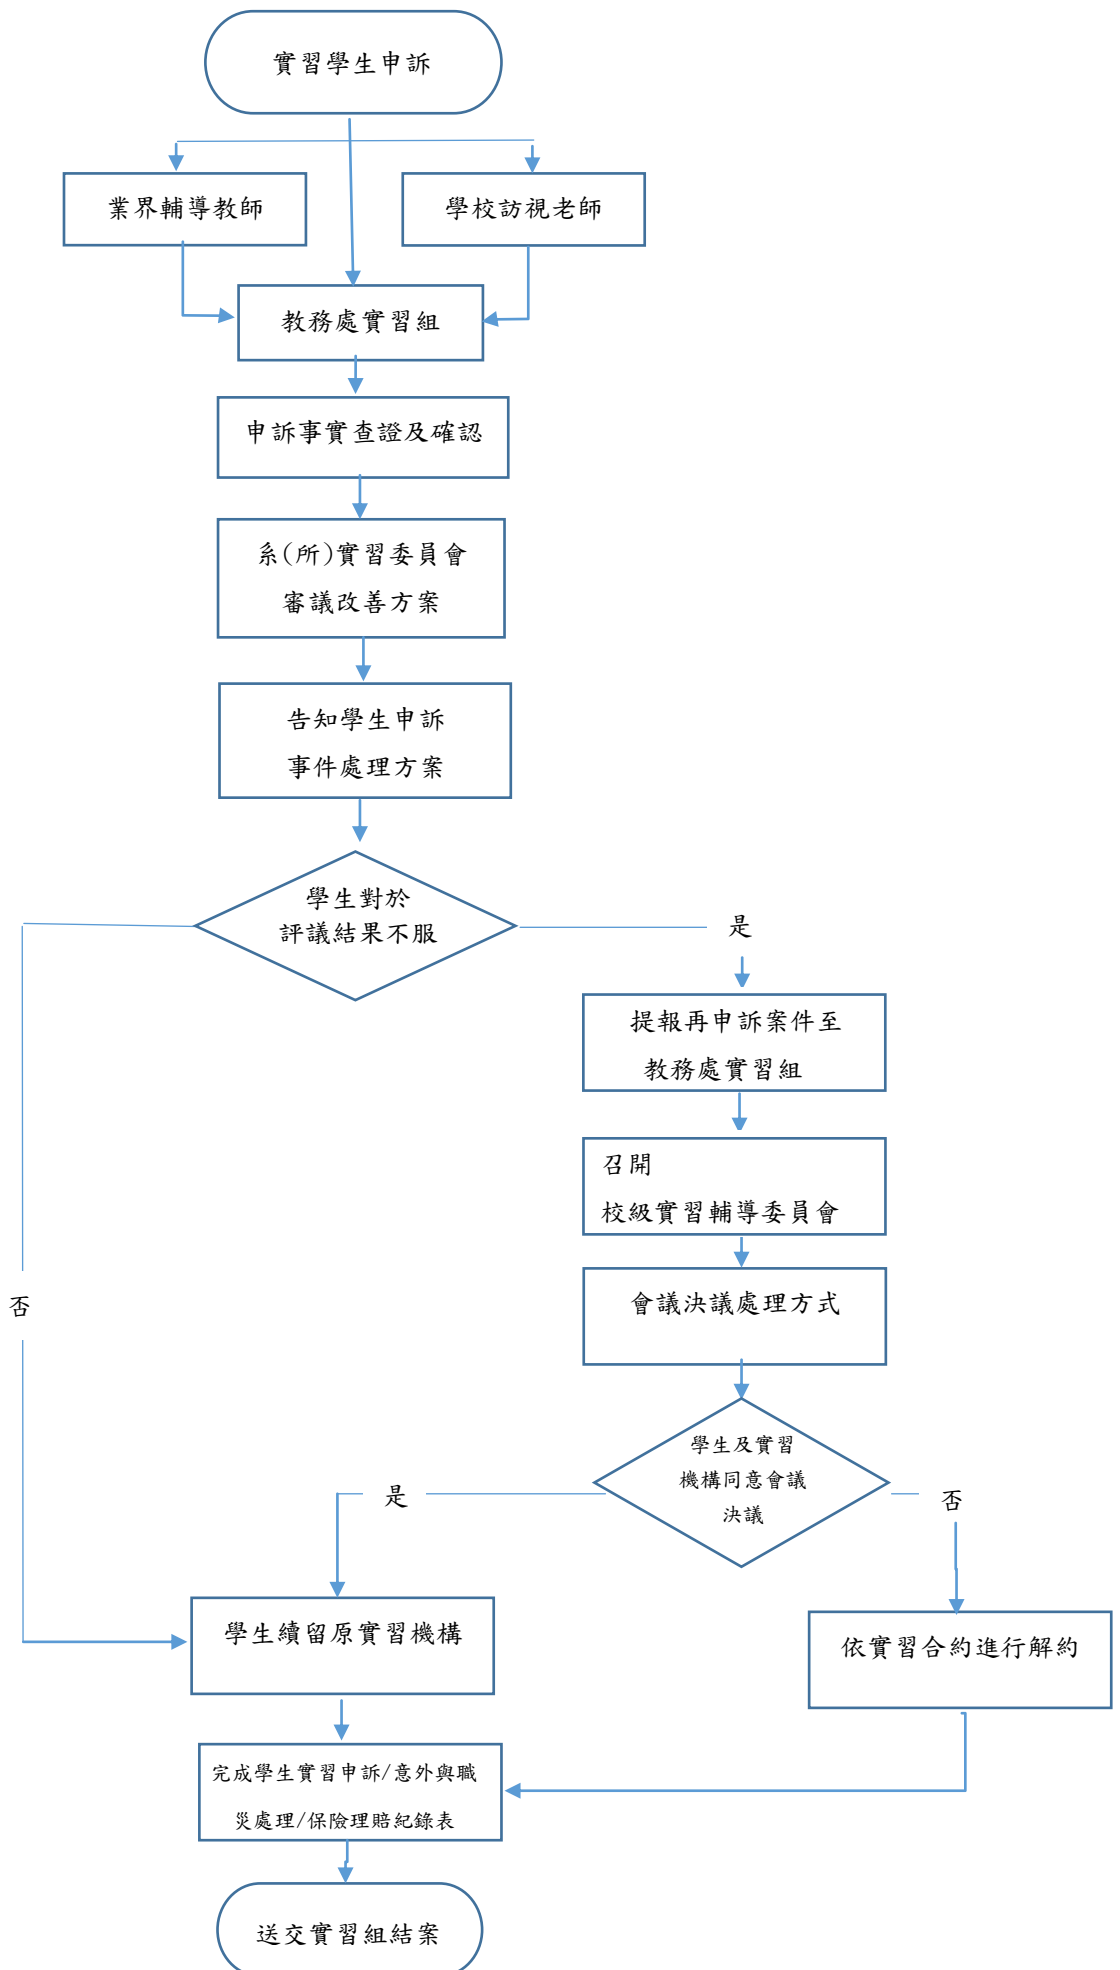 實習學生申訴
業界輔導教師
學校訪視老師
教務處實習組
申訴事實查證及確認
系(所)實習委員會
審議改善方案
告知學生申訴
事件處理方案
學生對於
評議結果不服
是
提報再申訴案件至
教務處實習組
召開
校級實習輔導委員會
否
會議決議處理方式
學生及實習
機構同意會議
決議
是
否
學生續留原實習機構
依實習合約進行解約
完成學生實習申訴/意外與職
災處理/保險理賠紀錄表
送交實習組結案